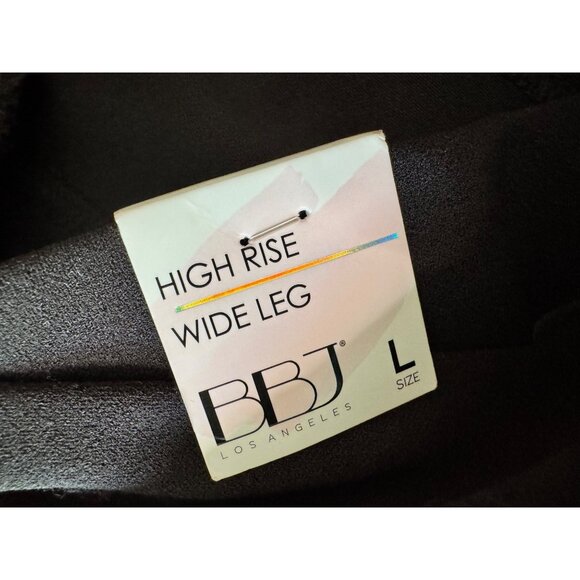 HIGH RISE
WIDE LEG
BBJ®
LOS ANGELES
L
SIZE